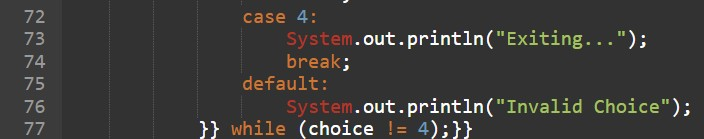 72 case 4:
73 System.out.println("Exiting...");
74 break;
75 default:
76 System.out.println("Invalid Choice");
77 }} while (choice != 4);}}